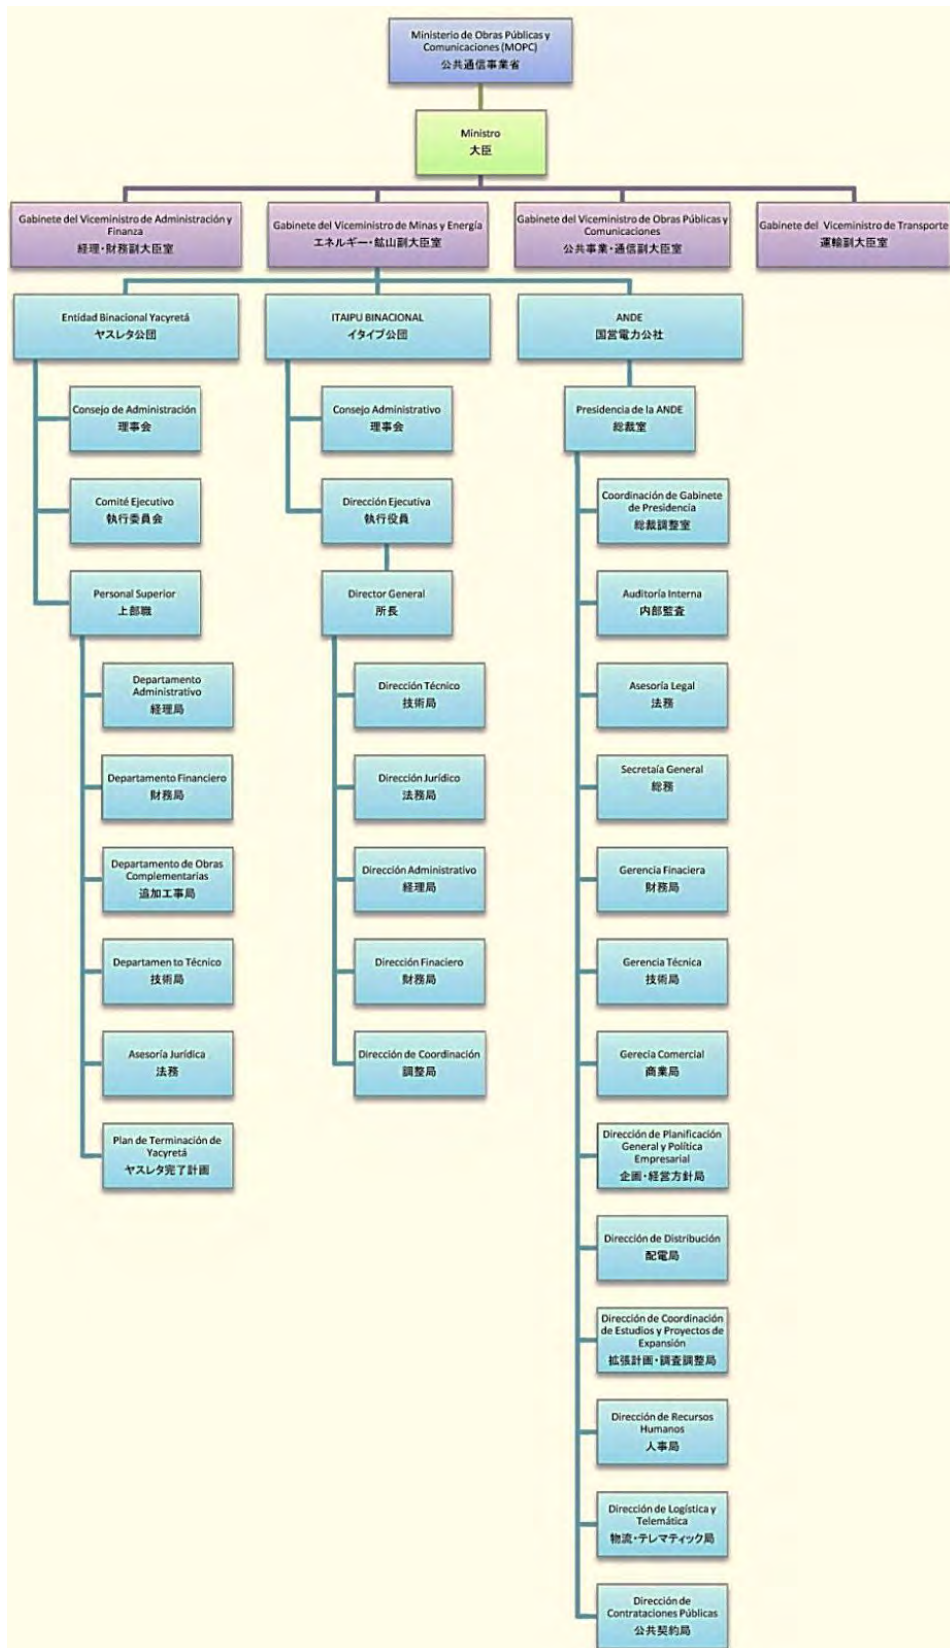 Ministerio de Obras Públicas y
Comunicaciones (MOPC)
公共通信事業省
Ministro
大臣
Gabinete del Viceministro de Administración y
Finanza
経理・財務副大臣室
Gabinete del Viceministro de Minas y Energía
エネルギー・鉱山副大臣室
Gabinete del Viceministro de Obras Públicas y
Comunicaciones
公共事業・通信副大臣室
Gabinete del Viceministro de Transporte
運輸副大臣室
Entidad Binacional Yacyretá
ヤスレタ公団
Consejo de Administración
理事会
Comité Ejecutivo
執行委員会
Personal Superior
上部職
Departamento
Administrativo
経理局
Departamento Financiero
財務局
Departamento de Obras
Complementarias
追加工事局
Departamento Técnico
技術局
Asesoría Jurídica
法務
Plan de Terminación de
Yacyretá
ヤスレタ完了計画
ITAIPU BINACIONAL
イタイプ公団
Consejo Administrativo
理事会
Dirección Ejecutiva
執行役員
Director General
所長
Dirección Técnico
技術局
Dirección Jurídico
法務局
Dirección Administrativo
経理局
Dirección Finaciero
財務局
Dirección de Coordinación
調整局
ANDE
国営電力公社
Presidencia de la ANDE
総裁室
Coordinación de Gabinete
de Presidencia
総裁調整室
Auditoría Interna
内部監査
Asesoría Legal
法務
Secretaía General
総務
Gerencia Finaciera
財務局
Gerencia Técnica
技術局
Gerecia Comercial
商業局
Dirección de Planificación
General y Política
Empresarial
企画・経営方針局
Dirección de Distribución
配電局
Dirección de Coordinación
de Estudios y Proyectos de
Expansión
拡張計画・調査調整局
Dirección de Recursos
Humanos
人事局
Dirección de Logística y
Telemática
物流・テレマティック局
Dirección de
Contrataciones Públicas
公共契約局